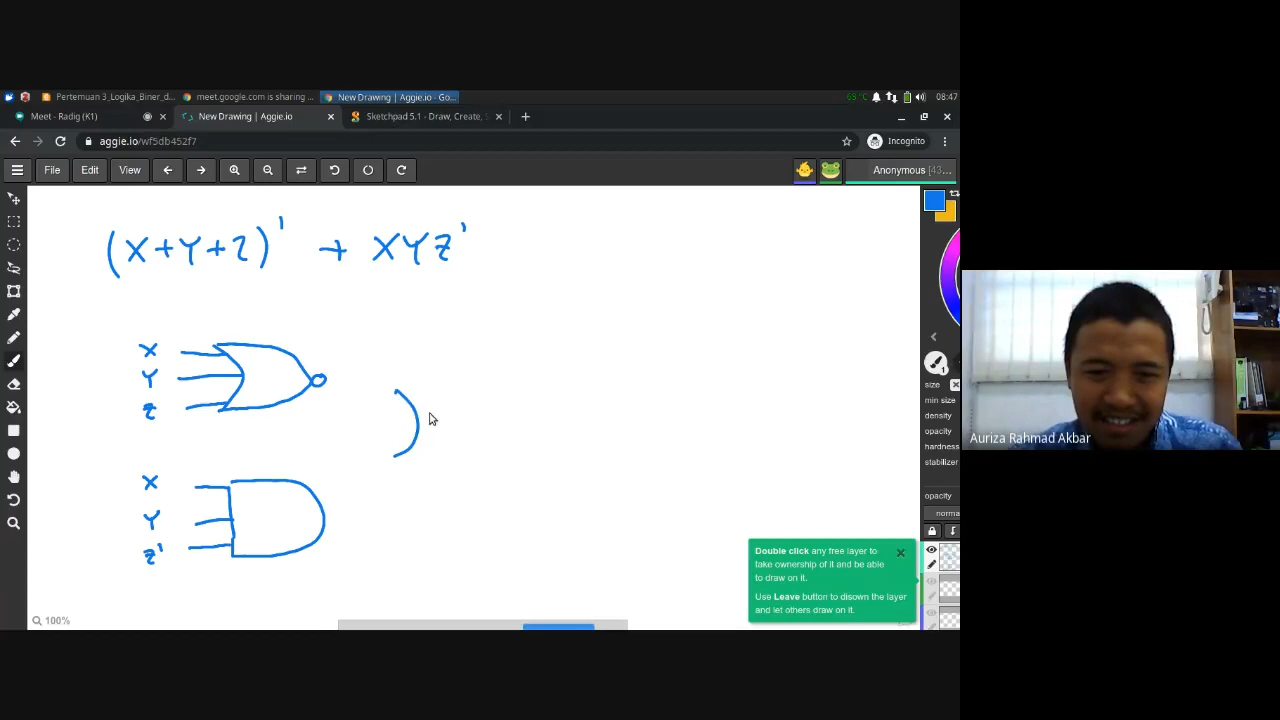 Pertemuan 3_Logika_Biner_d... meet.google.com is sharing ... New Drawing | Aggie.io - Go... 69 °C 08:47
Meet - Radig (K1) New Drawing | Aggie.io Sketchpad 5.1 - Draw, Create, S
aggie.io/wf5db452f7 Incognito
File Edit View Anonymous [43...
(X+Y+Z)' + XYZ'
X
Y
Z
X
Y
Z'
1
size
min size
density
opacity
hardness
stabilizer
opacity
norma
Auriza Rahmad Akbar
Double click any free layer to
take ownership of it and be able
to draw on it.
Use Leave button to disown the layer
and let others draw on it.
100%